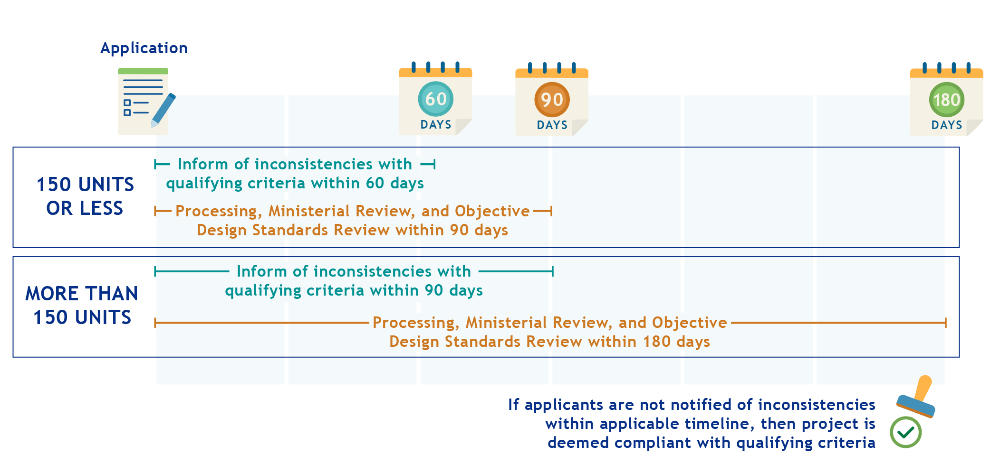 Application
60
DAYS
90
DAYS
180
DAYS
150 UNITS
OR LESS
Inform of inconsistencies with
qualifying criteria within 60 days
Processing, Ministerial Review, and Objective
Design Standards Review within 90 days
MORE THAN
150 UNITS
Inform of inconsistencies with
qualifying criteria within 90 days
Processing, Ministerial Review, and Objective
Design Standards Review within 180 days
If applicants are not notified of inconsistencies
within applicable timeline, then project is
deemed compliant with qualifying criteria